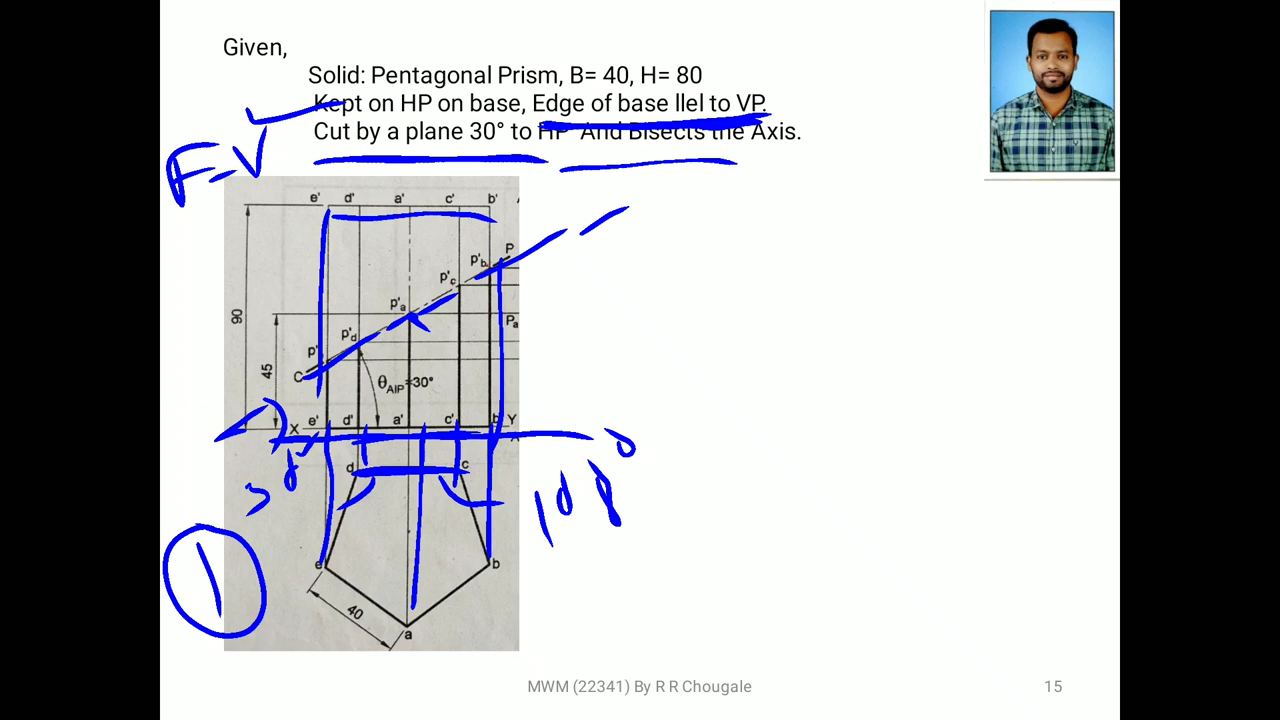 Given,
Solid: Pentagonal Prism, B= 40, H= 80
Kept on HP on base, Edge of base llel to VP.
Cut by a plane 30° to HP And Bisects the Axis.
F=V
e' d' a' c' b'
P
p'b
p'c
p'a
90
Pa
p'd
p'
45
C
θAIP=30°
X e' d' a' c' b Y
30°
d c
108°
1
e b
40
a
MWM (22341) By R R Chougale 15